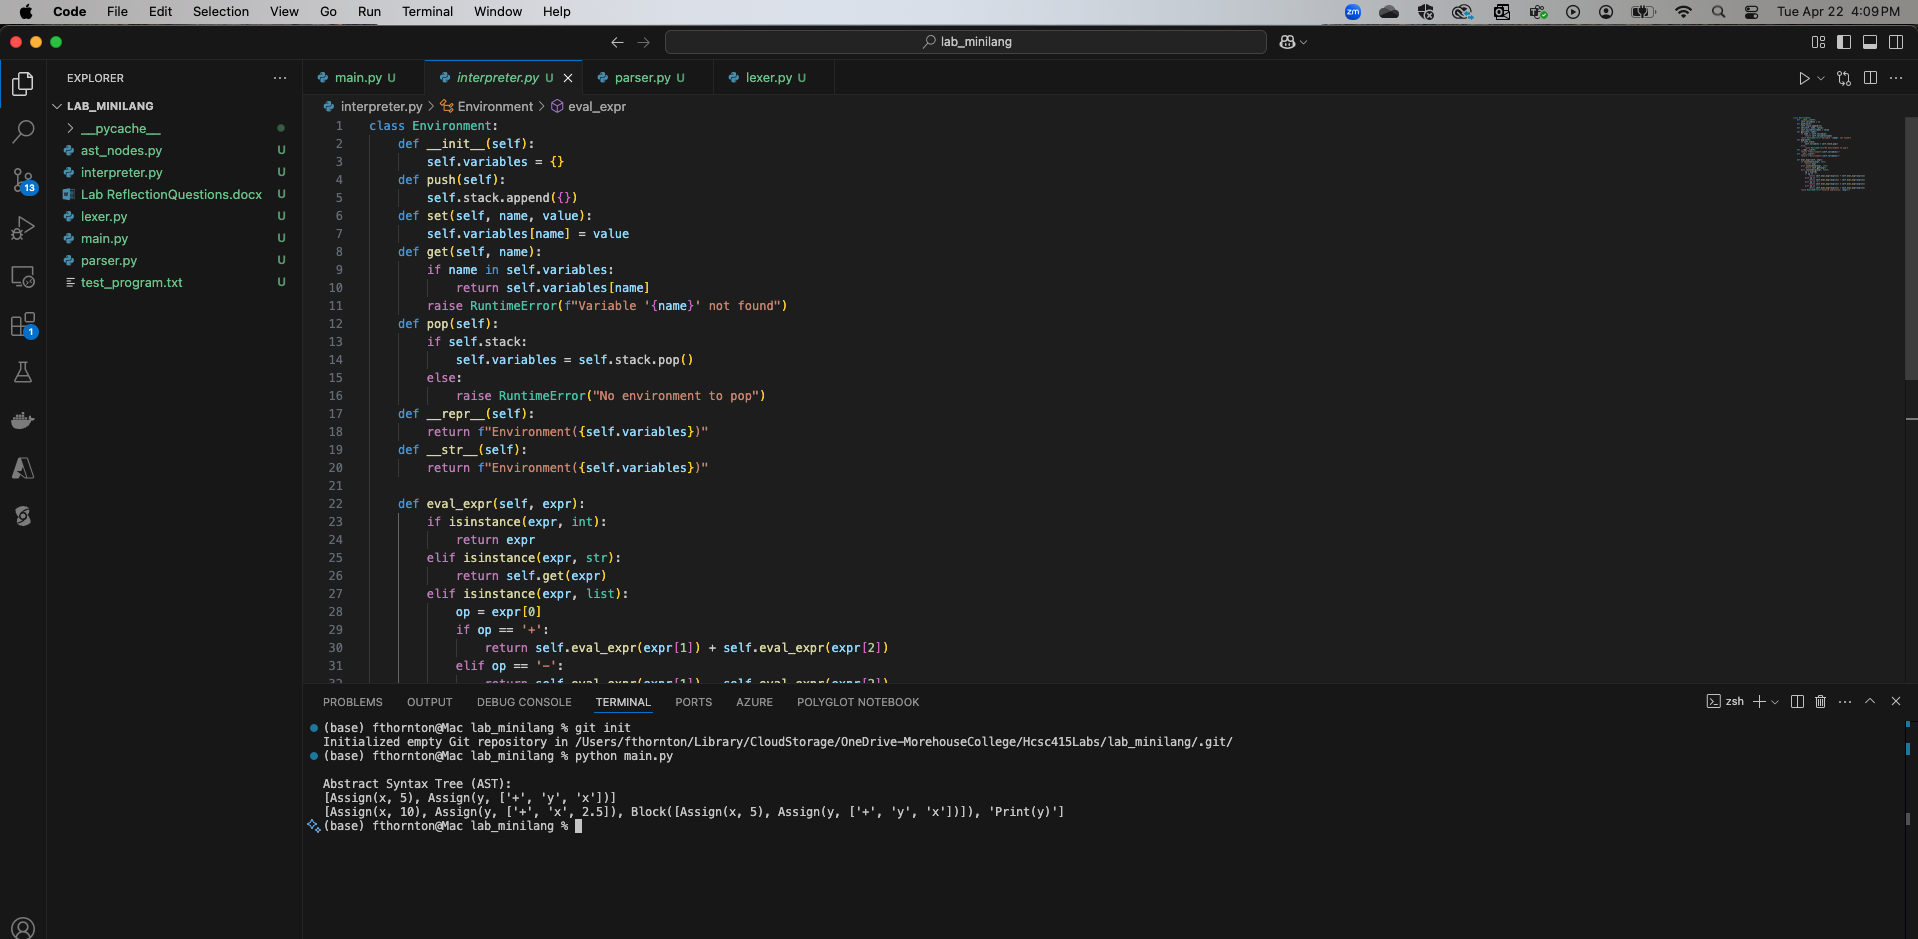 Code File Edit Selection View Go Run Terminal Window Help zm Tue Apr 22 4:09 PM
lab_minilang
EXPLORER
LAB_MINILANG
__pycache__
ast_nodes.py U
interpreter.py U
Lab ReflectionQuestions.docx U
lexer.py U
main.py U
parser.py U
test_program.txt U
13
1
main.py U interpreter.py U parser.py U lexer.py U
interpreter.py > Environment > eval_expr
1 class Environment:
2 def __init__(self):
3 self.variables = {}
4 def push(self):
5 self.stack.append({})
6 def set(self, name, value):
7 self.variables[name] = value
8 def get(self, name):
9 if name in self.variables:
10 return self.variables[name]
11 raise RuntimeError(f"Variable '{name}' not found")
12 def pop(self):
13 if self.stack:
14 self.variables = self.stack.pop()
15 else:
16 raise RuntimeError("No environment to pop")
17 def __repr__(self):
18 return f"Environment({self.variables})"
19 def __str__(self):
20 return f"Environment({self.variables})"
21
22 def eval_expr(self, expr):
23 if isinstance(expr, int):
24 return expr
25 elif isinstance(expr, str):
26 return self.get(expr)
27 elif isinstance(expr, list):
28 op = expr[0]
29 if op == '+':
30 return self.eval_expr(expr[1]) + self.eval_expr(expr[2])
31 elif op == '-':
32 return self.eval_expr(expr[1]) - self.eval_expr(expr[2])
PROBLEMS OUTPUT DEBUG CONSOLE TERMINAL PORTS AZURE POLYGLOT NOTEBOOK zsh
(base) fthornton@Mac lab_minilang % git init
Initialized empty Git repository in /Users/fthornton/Library/CloudStorage/OneDrive-MorehouseCollege/Hcsc415Labs/lab_minilang/.git/
(base) fthornton@Mac lab_minilang % python main.py
Abstract Syntax Tree (AST):
[Assign(x, 5), Assign(y, ['+', 'y', 'x'])]
[Assign(x, 10), Assign(y, ['+', 'x', 2.5]), Block([Assign(x, 5), Assign(y, ['+', 'y', 'x'])]), 'Print(y)']
(base) fthornton@Mac lab_minilang %